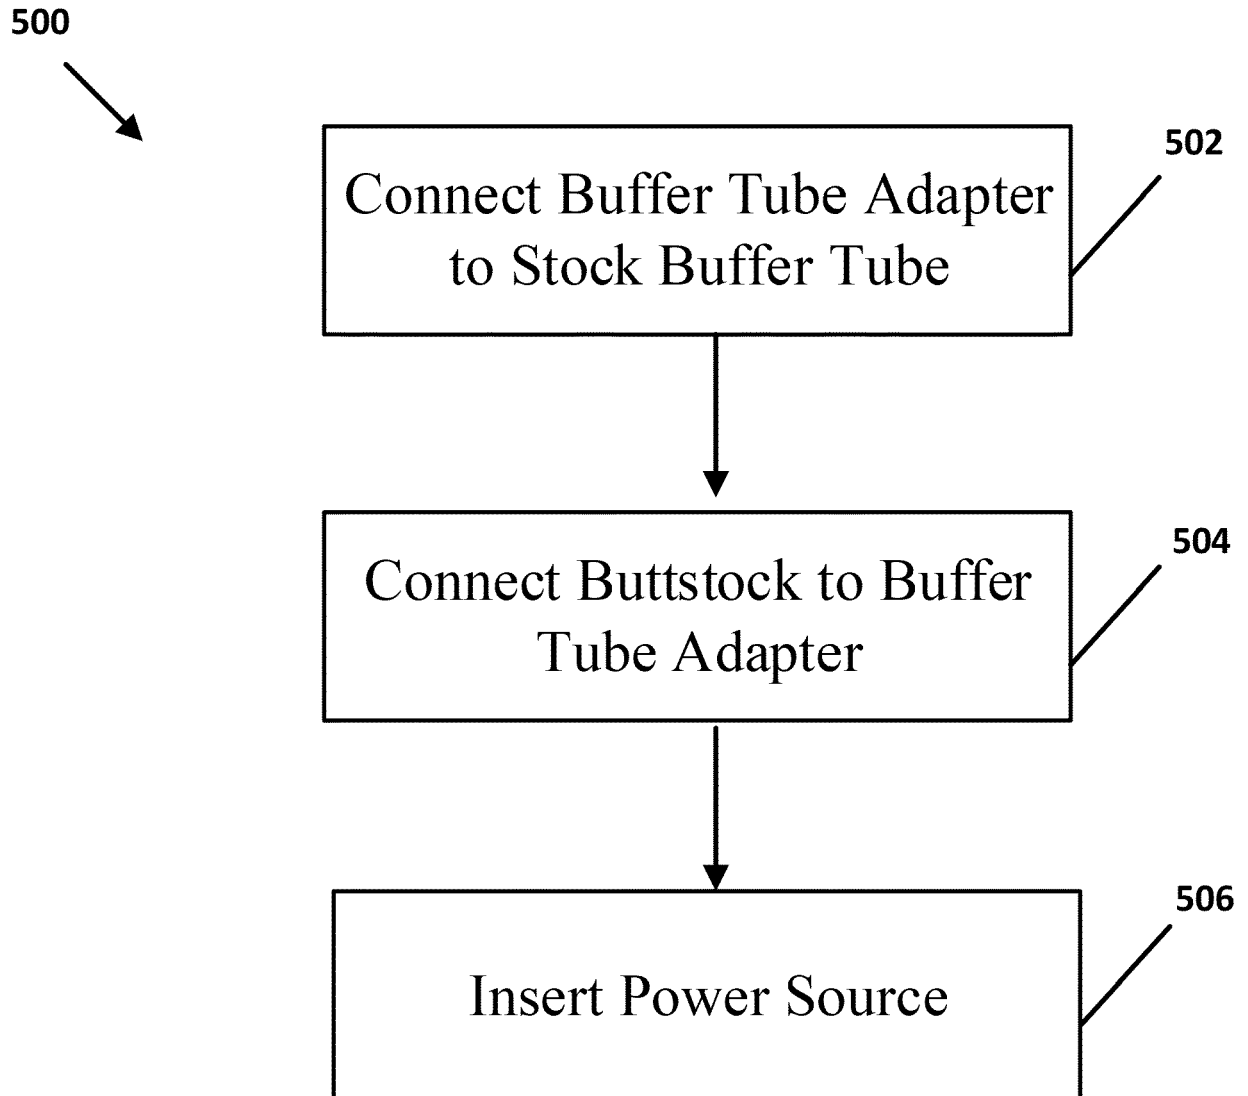 500
502
Connect Buffer Tube Adapter
to Stock Buffer Tube
504
Connect Buttstock to Buffer
Tube Adapter
506
Insert Power Source